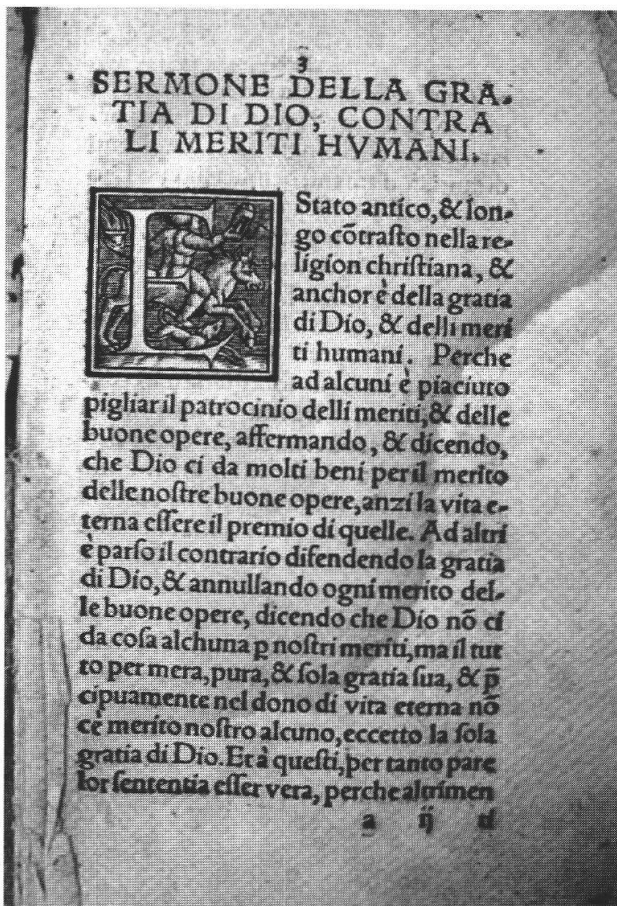 3
SERMONE DELLA GRA-
TIA DI DIO, CONTRA
LI MERITI HVMANI.
E Stato antico, & lon-
go cōtraſto nella re-
ligion chriſtiana, &
anchor è della gratia
di Dio, & delli meri
ti humani. Perche
ad alcuni è piaciuto
pigliar il patrocinio delli meriti, & delle
buone opere, affermando, & dicendo,
che Dio ci da molti beni per il merito
delle noſtre buone opere, anzi la vita e-
terna eſſere il premio di quelle. Ad altri
è parſo il contrario difendendo la gratia
di Dio, & annullando ogni merito del-
le buone opere, dicendo che Dio nō ci
da coſa alchuna ꝑ noſtri meriti, ma il tut
to per mera, pura, & ſola gratia ſua, & p̄
cipuamente nel dono di vita eterna nō
cè merito noſtro alcuno, eccetto la ſola
gratia di Dio. Et à queſti, per tanto pare
lor ſententia eſſer vera, perche altrimen
a ij